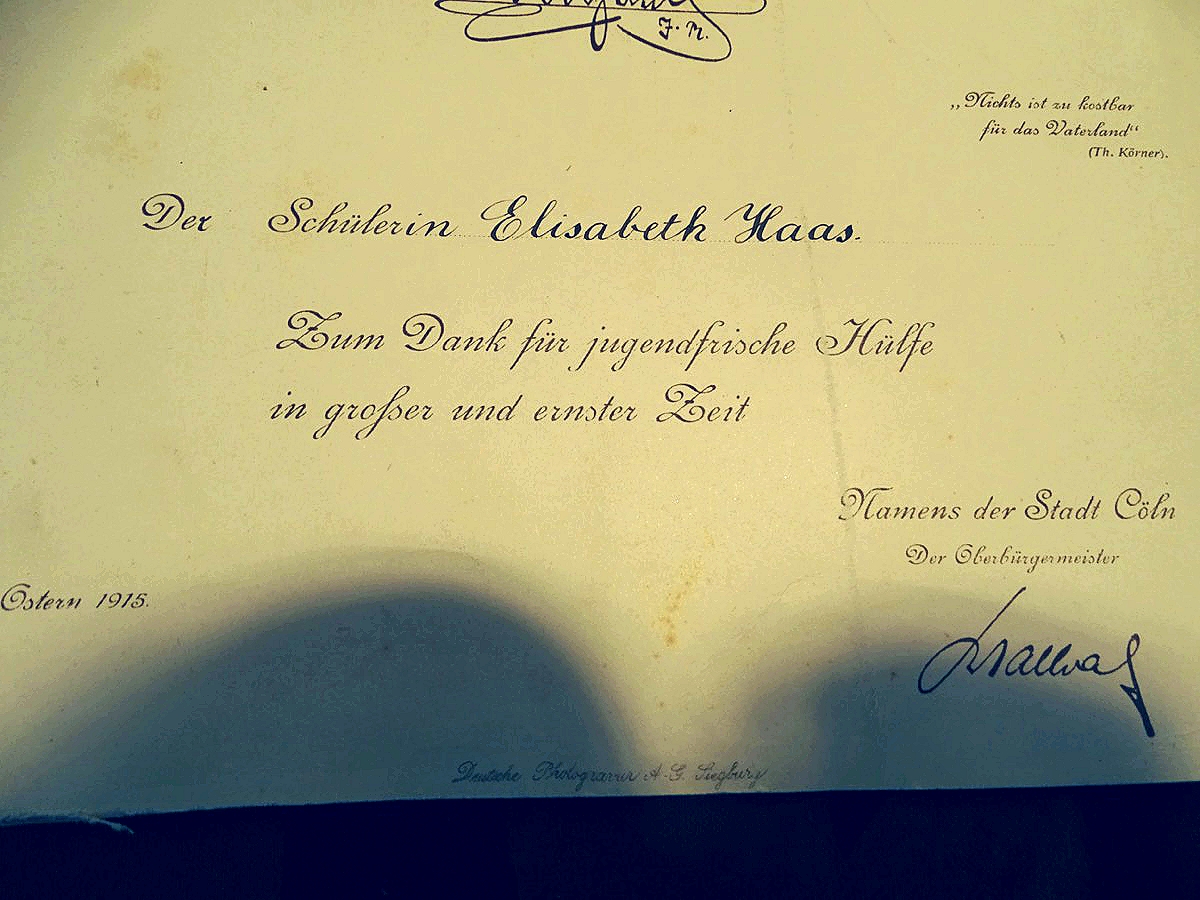 I. R.
„Nichts ist zu kostbar
für das Vaterland“
(Th. Körner).
Der Schülerin Elisabeth Haas.
Zum Dank für jugendfrische Hülfe
in großer und ernster Zeit
Namens der Stadt Cöln
Der Oberbürgermeister
Ostern 1915.
Wallraf
Deutsche Photogravur A-G. Siegburg